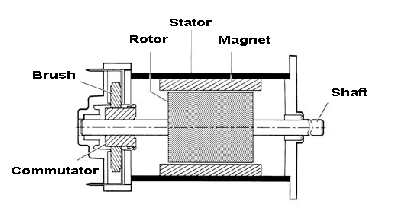 Stator
Rotor
Magnet
Brush
Shaft
Commutator